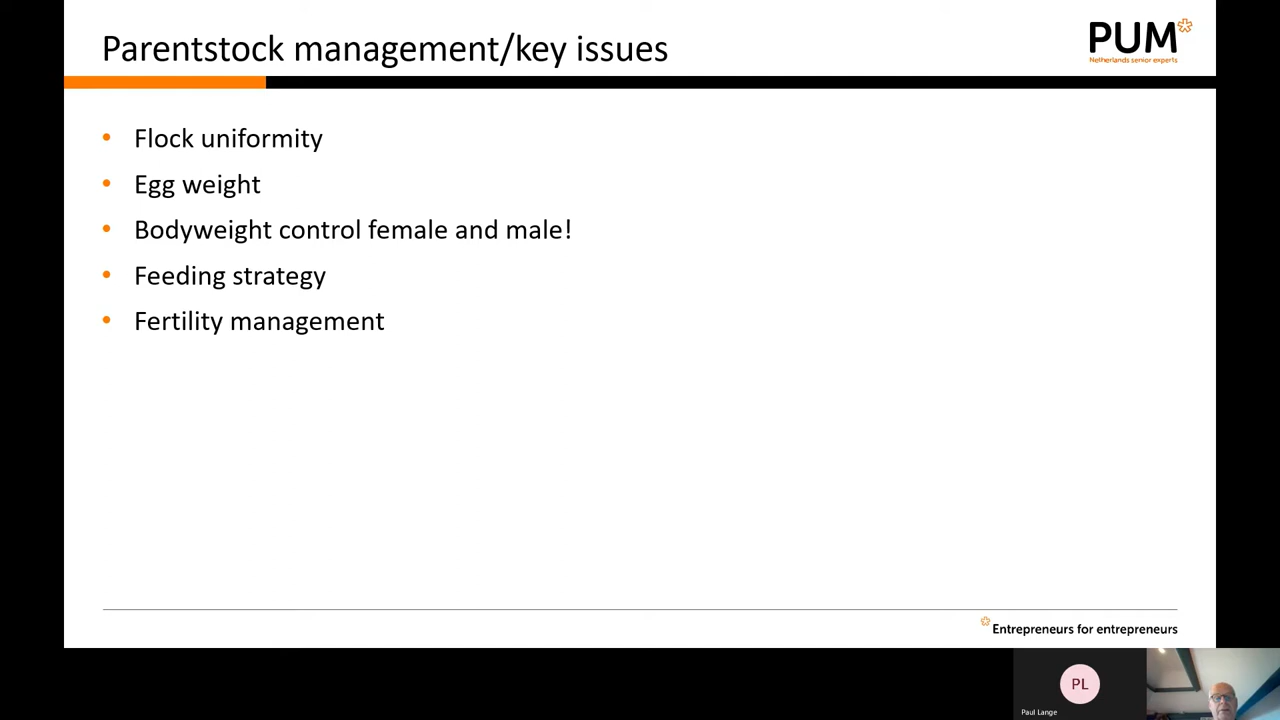 Parentstock management/key issues
PUM
Netherlands senior experts
• Flock uniformity
• Egg weight
• Bodyweight control female and male!
• Feeding strategy
• Fertility management
Entrepreneurs for entrepreneurs
PL
Paul Lange